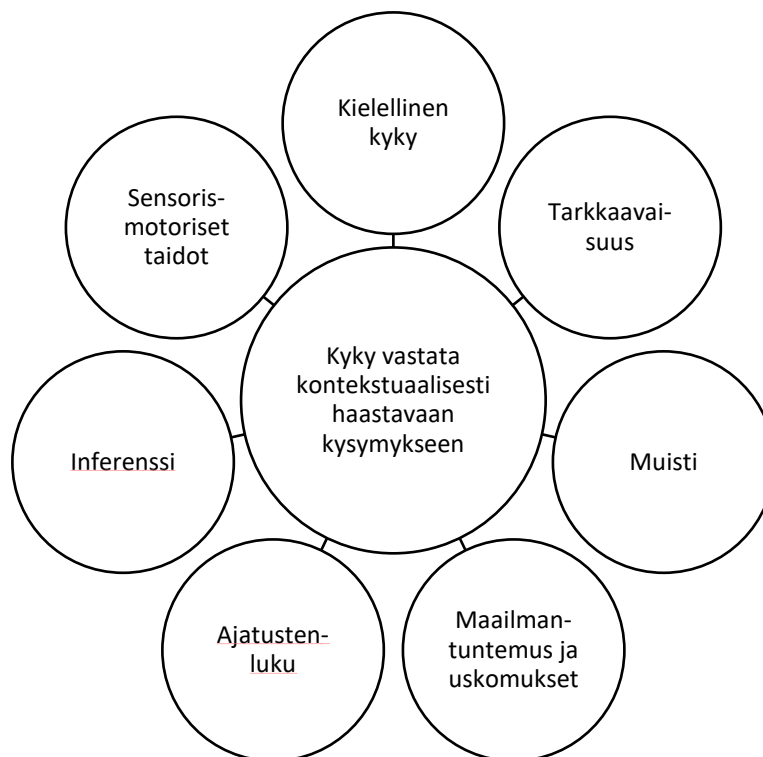 Kielellinen
kyky
Sensoris-
motoriset
taidot
Tarkkaavai-
suus
Kyky vastata
kontekstuaalisesti
haastavaan
kysymykseen
Inferenssi
Muisti
Ajatusten-
luku
Maailman-
tuntemus ja
uskomukset